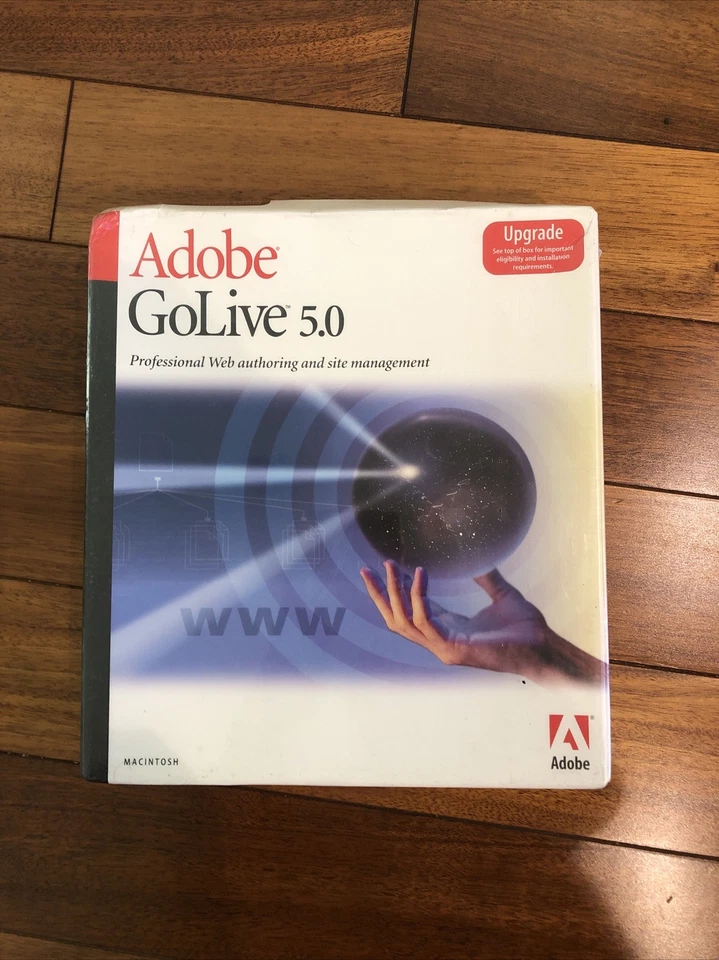 Adobe®
GoLive™ 5.0
Professional Web authoring and site management
Upgrade
See top of box for important
eligibility and installation
requirements.
www
MACINTOSH
®
Adobe